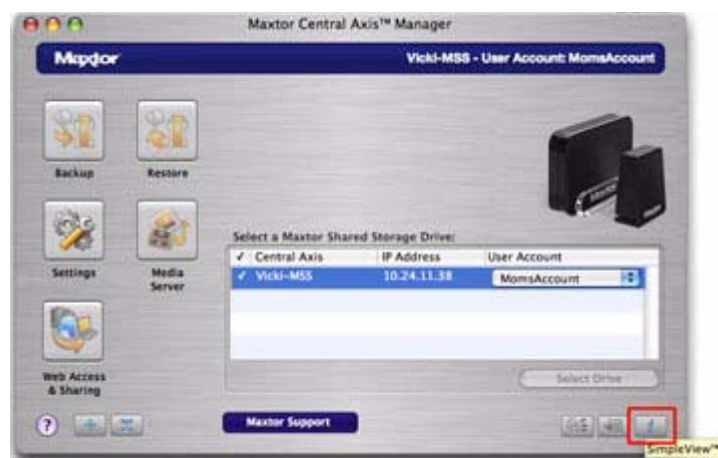 Maxtor Central Axis™ Manager
Maxtor
Vicki-MSS - User Account: MomsAccount
Backup
Restore
Settings
Media Server
Web Access & Sharing
Select a Maxtor Shared Storage Drive:
✓ Central Axis IP Address User Account
✓ Vicki-MSS 10.24.11.38 MomsAccount
Select Drive
?
Maxtor Support
SimpleView™